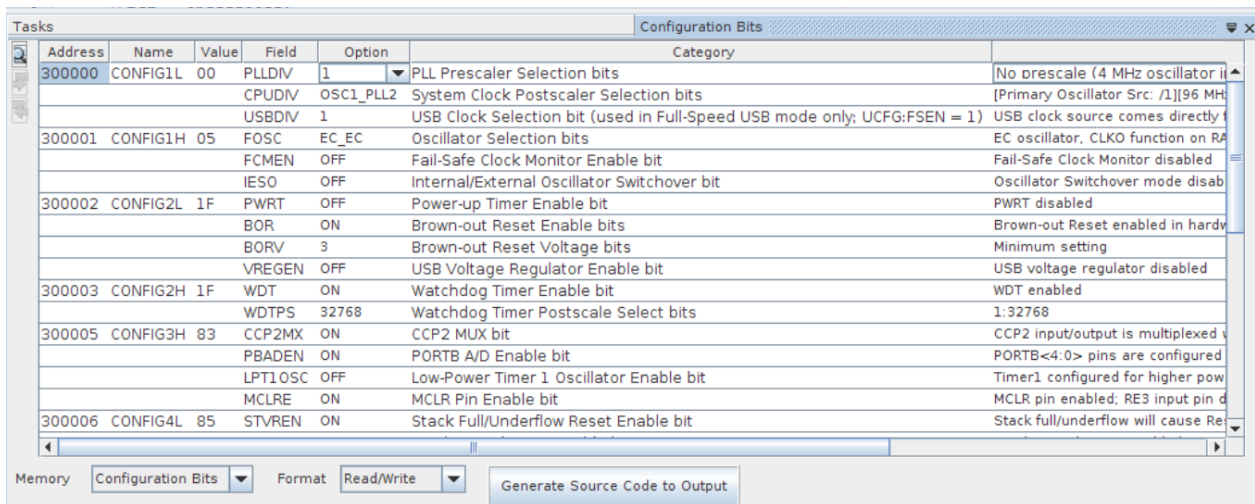 Tasks Configuration Bits
Address Name Value Field Option Category
300000 CONFIG1L 00 PLLDIV 1 PLL Prescaler Selection bits No prescale (4 MHz oscillator i
CPUDIV OSC1_PLL2 System Clock Postscaler Selection bits [Primary Oscillator Src: /1][96 MH
USBDIV 1 USB Clock Selection bit (used in Full-Speed USB mode only; UCFG:FSEN = 1) USB clock source comes directly
300001 CONFIG1H 05 FOSC EC_EC Oscillator Selection bits EC oscillator, CLKO function on RA
FCMEN OFF Fail-Safe Clock Monitor Enable bit Fail-Safe Clock Monitor disabled
IESO OFF Internal/External Oscillator Switchover bit Oscillator Switchover mode disab
300002 CONFIG2L 1F PWRT OFF Power-up Timer Enable bit PWRT disabled
BOR ON Brown-out Reset Enable bits Brown-out Reset enabled in hardw
BORV 3 Brown-out Reset Voltage bits Minimum setting
VREGEN OFF USB Voltage Regulator Enable bit USB voltage regulator disabled
300003 CONFIG2H 1F WDT ON Watchdog Timer Enable bit WDT enabled
WDTPS 32768 Watchdog Timer Postscale Select bits 1:32768
300005 CONFIG3H 83 CCP2MX ON CCP2 MUX bit CCP2 input/output is multiplexed
PBADEN ON PORTB A/D Enable bit PORTB<4:0> pins are configured
LPT1OSC OFF Low-Power Timer 1 Oscillator Enable bit Timer1 configured for higher pow
MCLRE ON MCLR Pin Enable bit MCLR pin enabled; RE3 input pin d
300006 CONFIG4L 85 STVREN ON Stack Full/Underflow Reset Enable bit Stack full/underflow will cause Re
Memory Configuration Bits Format Read/Write Generate Source Code to Output